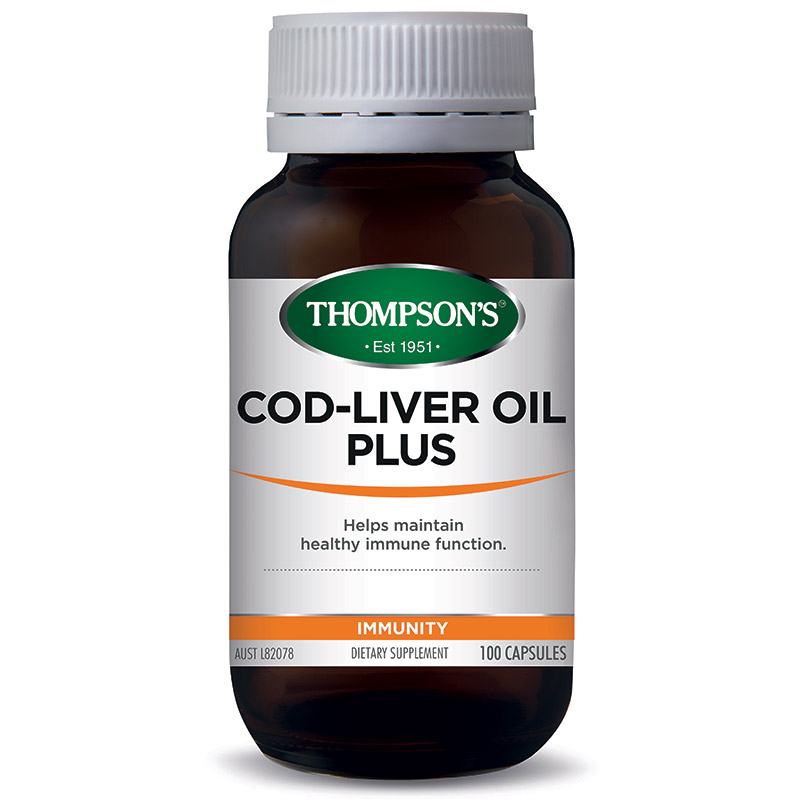 THOMPSON'S™
• Est 1951 •
COD-LIVER OIL
PLUS
Helps maintain
healthy immune function.
IMMUNITY
AUST L82078 DIETARY SUPPLEMENT 100 CAPSULES